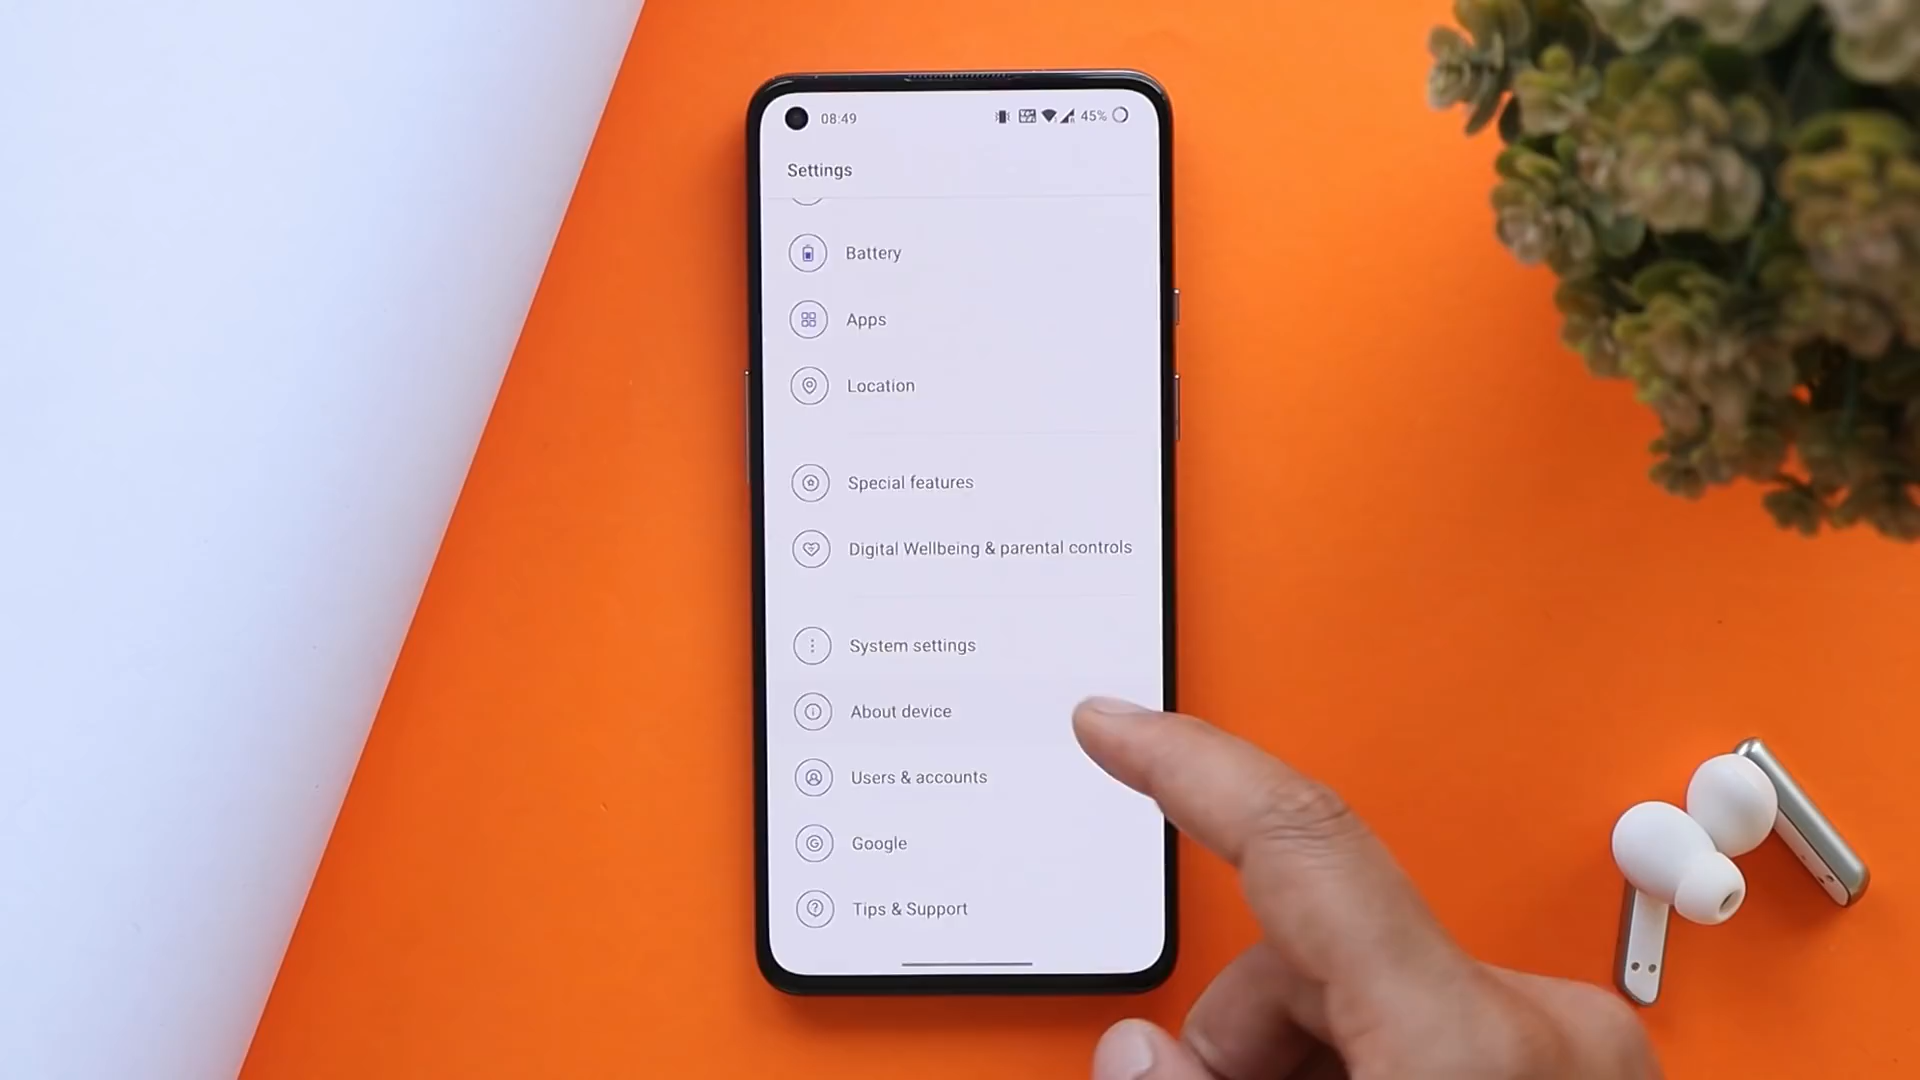 08:49 45%
Settings
Battery
Apps
Location
Special features
Digital Wellbeing & parental controls
System settings
About device
Users & accounts
Google
Tips & Support